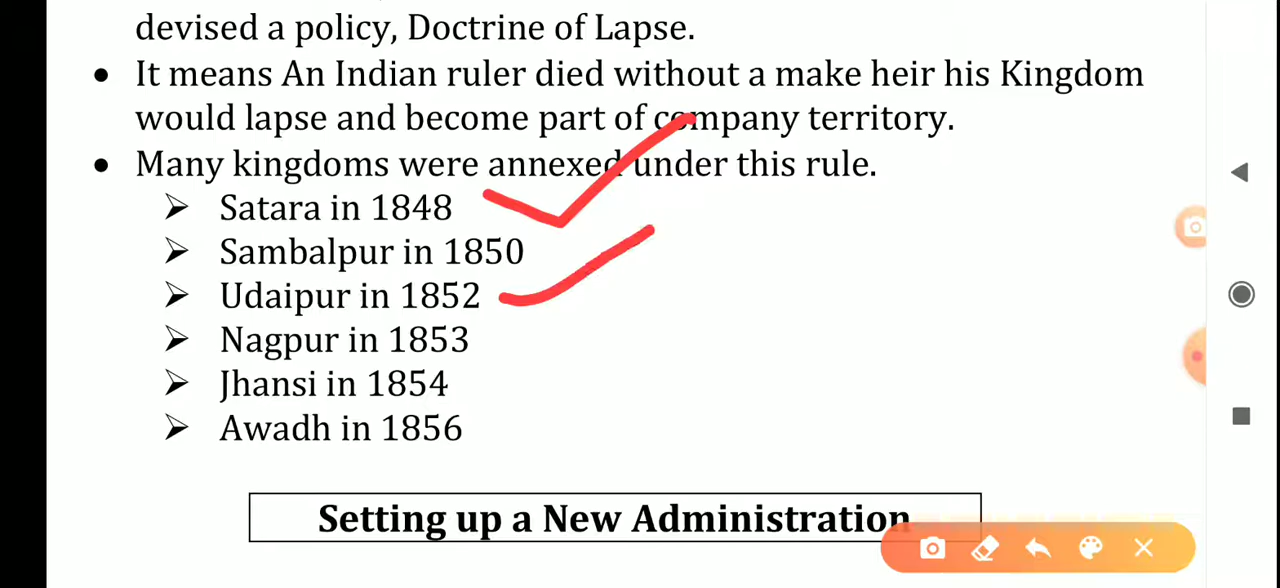 devised a policy, Doctrine of Lapse.
• It means An Indian ruler died without a make heir his Kingdom
would lapse and become part of company territory.
• Many kingdoms were annexed under this rule.
➢ Satara in 1848
➢ Sambalpur in 1850
➢ Udaipur in 1852
➢ Nagpur in 1853
➢ Jhansi in 1854
➢ Awadh in 1856
Setting up a New Administration